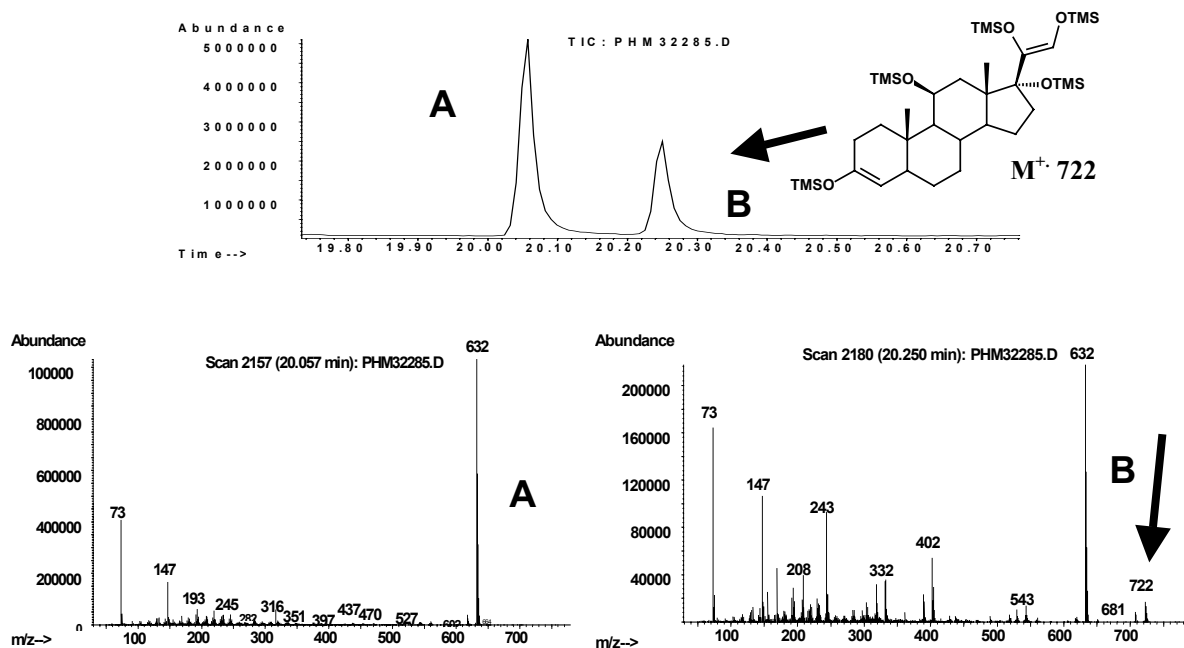 Abundance
TIC: PHM32285.D
5000000
4000000
3000000
2000000
1000000
A
B
19.80 19.90 20.00 20.10 20.20 20.30 20.40 20.50 20.60 20.70
Time-->
TMSO
OTMS
TMSO
OTMS
TMSO
M+· 722
Abundance
Scan 2157 (20.057 min): PHM32285.D
632
100000
800000
600000
400000
200000
0
73
147
193
245
282
316
351
397
437
470
527
A
100 200 300 400 500 600 700
m/z-->
Abundance
Scan 2180 (20.250 min): PHM32285.D
632
200000
160000
120000
80000
40000
73
147
208
243
332
402
543
681
722
B
100 200 300 400 500 600 700
m/z-->